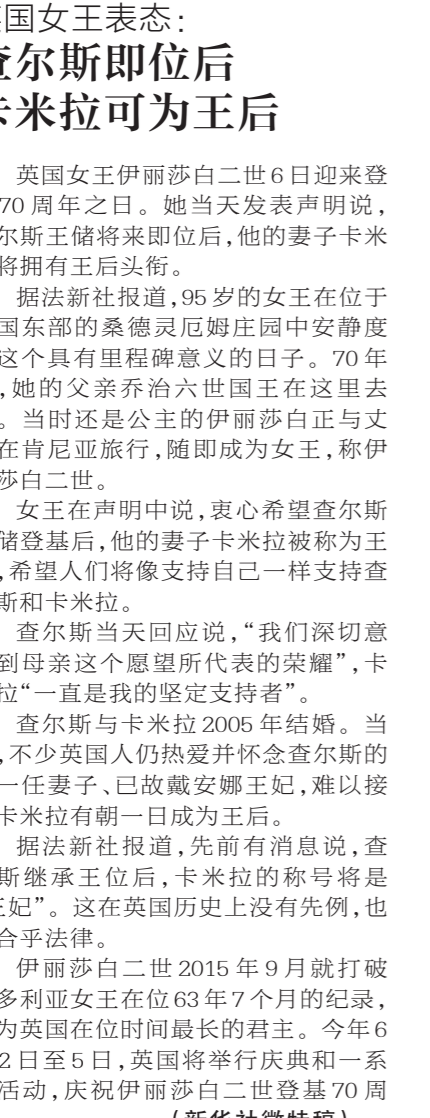 国女王表态：
查尔斯即位后
卡米拉可为王后
英国女王伊丽莎白二世6日迎来登
70周年之日。她当天发表声明说，
尔斯王储将来即位后，他的妻子卡米
将拥有王后头衔。
据法新社报道，95岁的女王在位于
国东部的桑德灵厄姆庄园中安静度
这个具有里程碑意义的日子。70年
，她的父亲乔治六世国王在这里去
。当时还是公主的伊丽莎白正与丈
在肯尼亚旅行，随即成为女王，称伊
莎白二世。
女王在声明中说，衷心希望查尔斯
储登基后，他的妻子卡米拉被称为王
，希望人们将像支持自己一样支持查
斯和卡米拉。
查尔斯当天回应说，“我们深切意
到母亲这个愿望所代表的荣耀”，卡
拉“一直是我的坚定支持者”。
查尔斯与卡米拉2005年结婚。当
，不少英国人仍热爱并怀念查尔斯的
一任妻子、已故戴安娜王妃，难以接
卡米拉有朝一日成为王后。
据法新社报道，先前有消息说，查
斯继承王位后，卡米拉的称号将是
王妃”。这在英国历史上没有先例，也
合乎法律。
伊丽莎白二世2015年9月就打破
多利亚女王在位63年7个月的纪录，
为英国在位时间最长的君主。今年6
2日至5日，英国将举行庆典和一系
活动，庆祝伊丽莎白二世登基70周
（新华社微特稿）